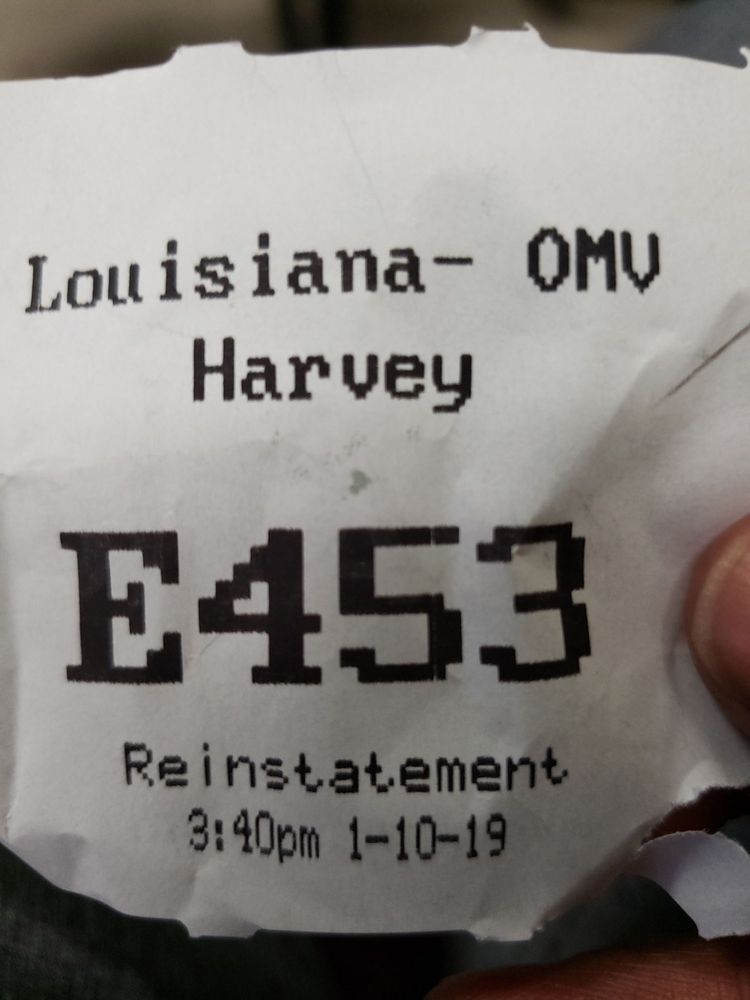 Louisiana- OMV
Harvey
E453
Reinstatement
3:40pm 1-10-19